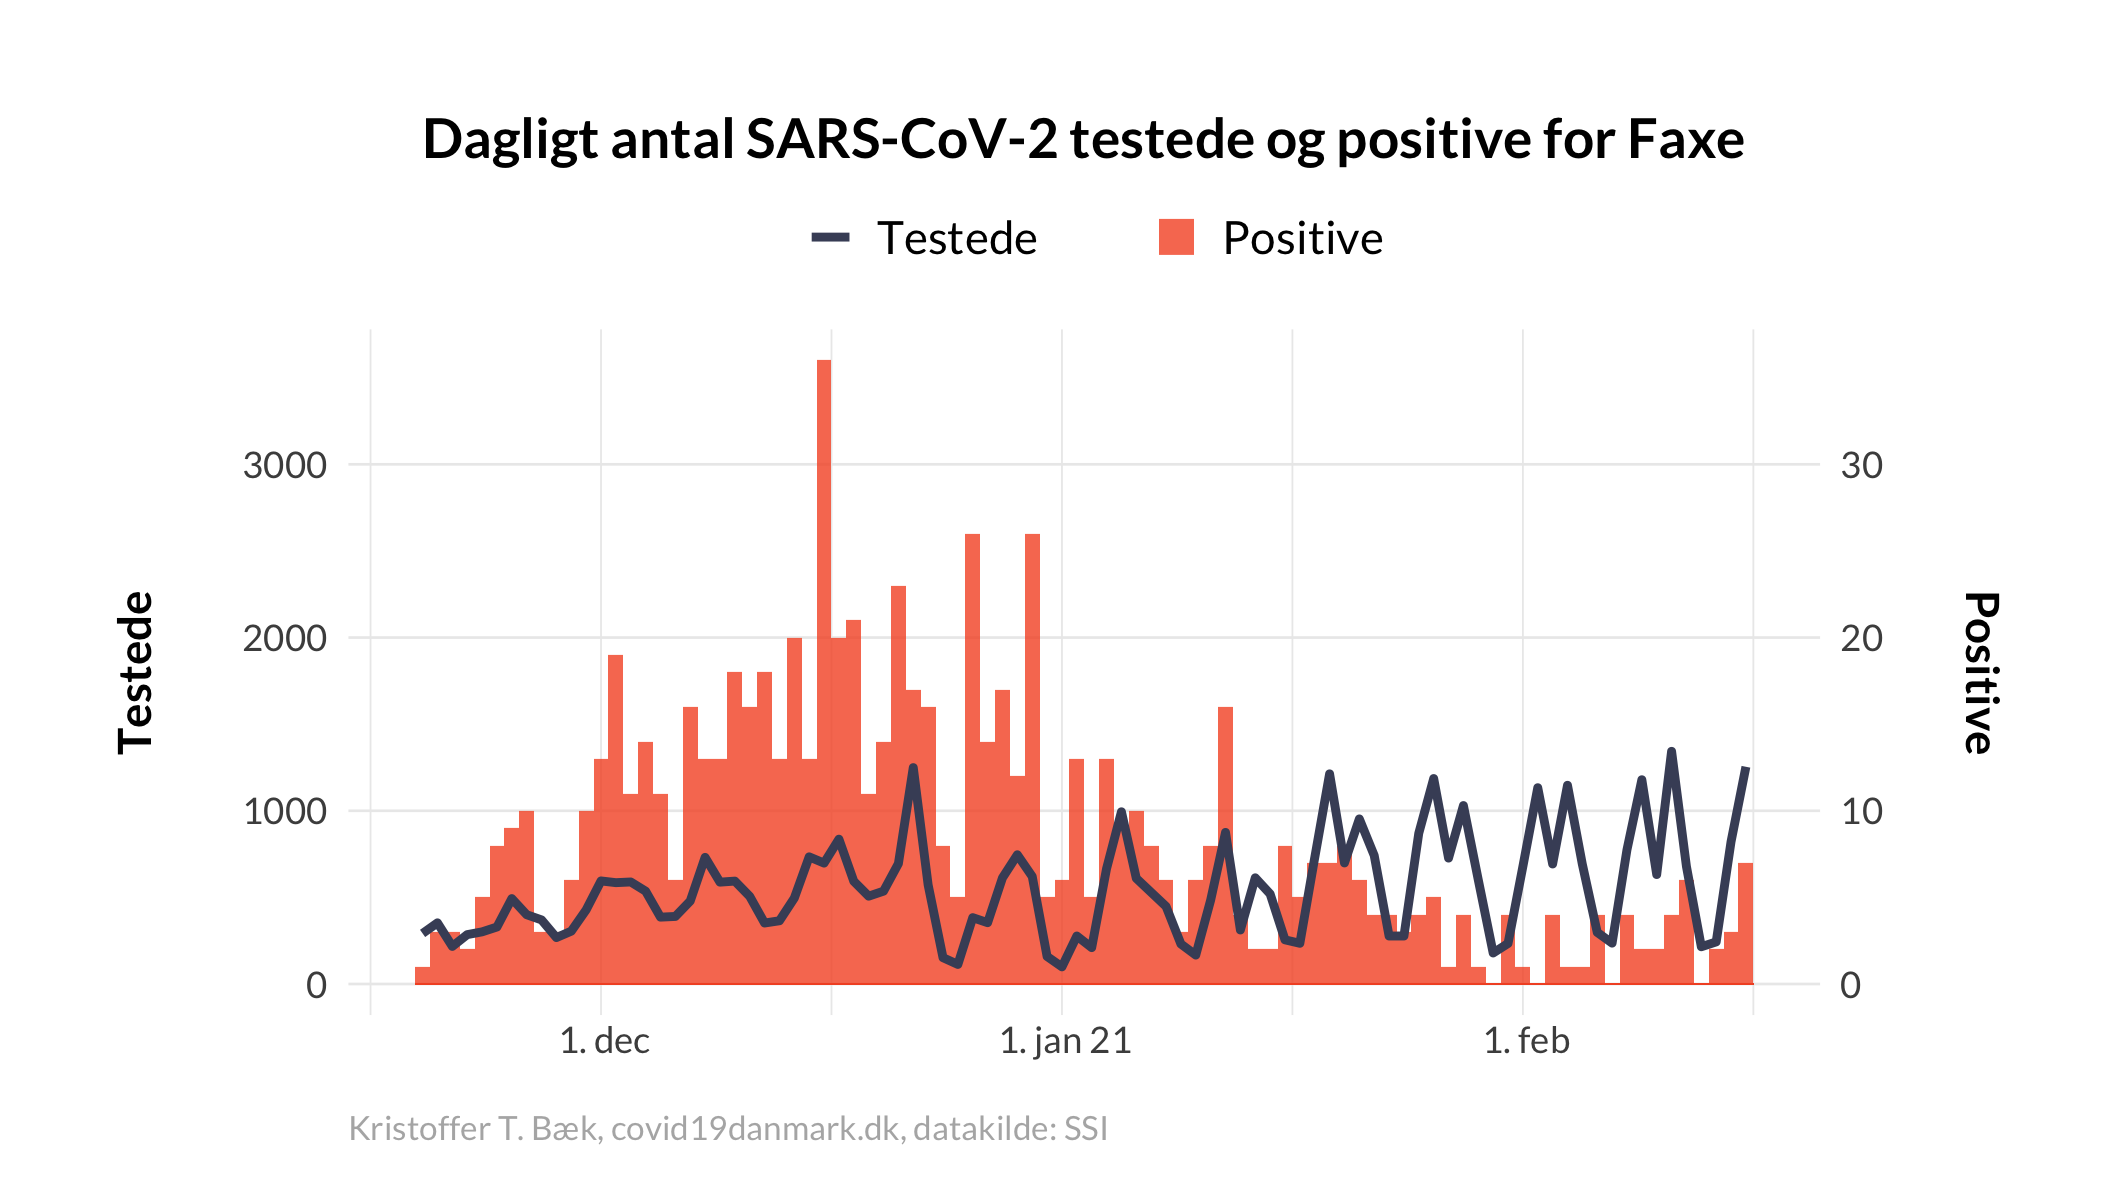 Dagligt antal SARS-CoV-2 testede og positive for Faxe
Testede
Positive
Testede
3000
2000
1000
0
30
20
10
0
Positive
1. dec
1. jan 21
1. feb
Kristoffer T. Bæk, covid19danmark.dk, datakilde: SSI